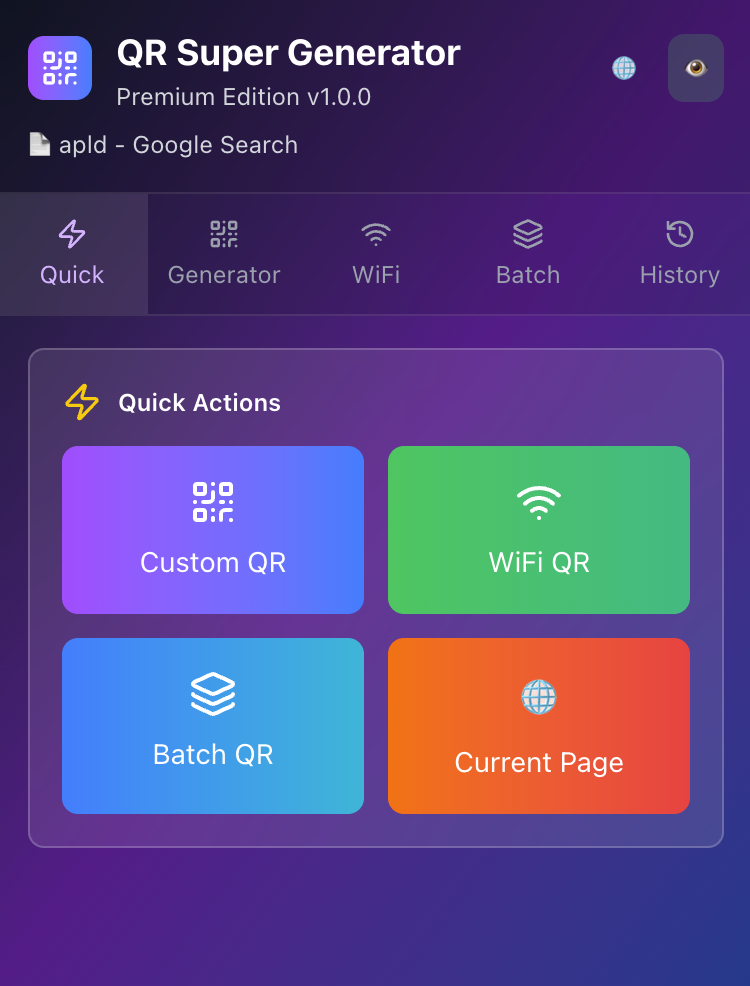 QR Super Generator
Premium Edition v1.0.0
apld - Google Search
Quick
Generator
WiFi
Batch
History
Quick Actions
Custom QR
WiFi QR
Batch QR
Current Page